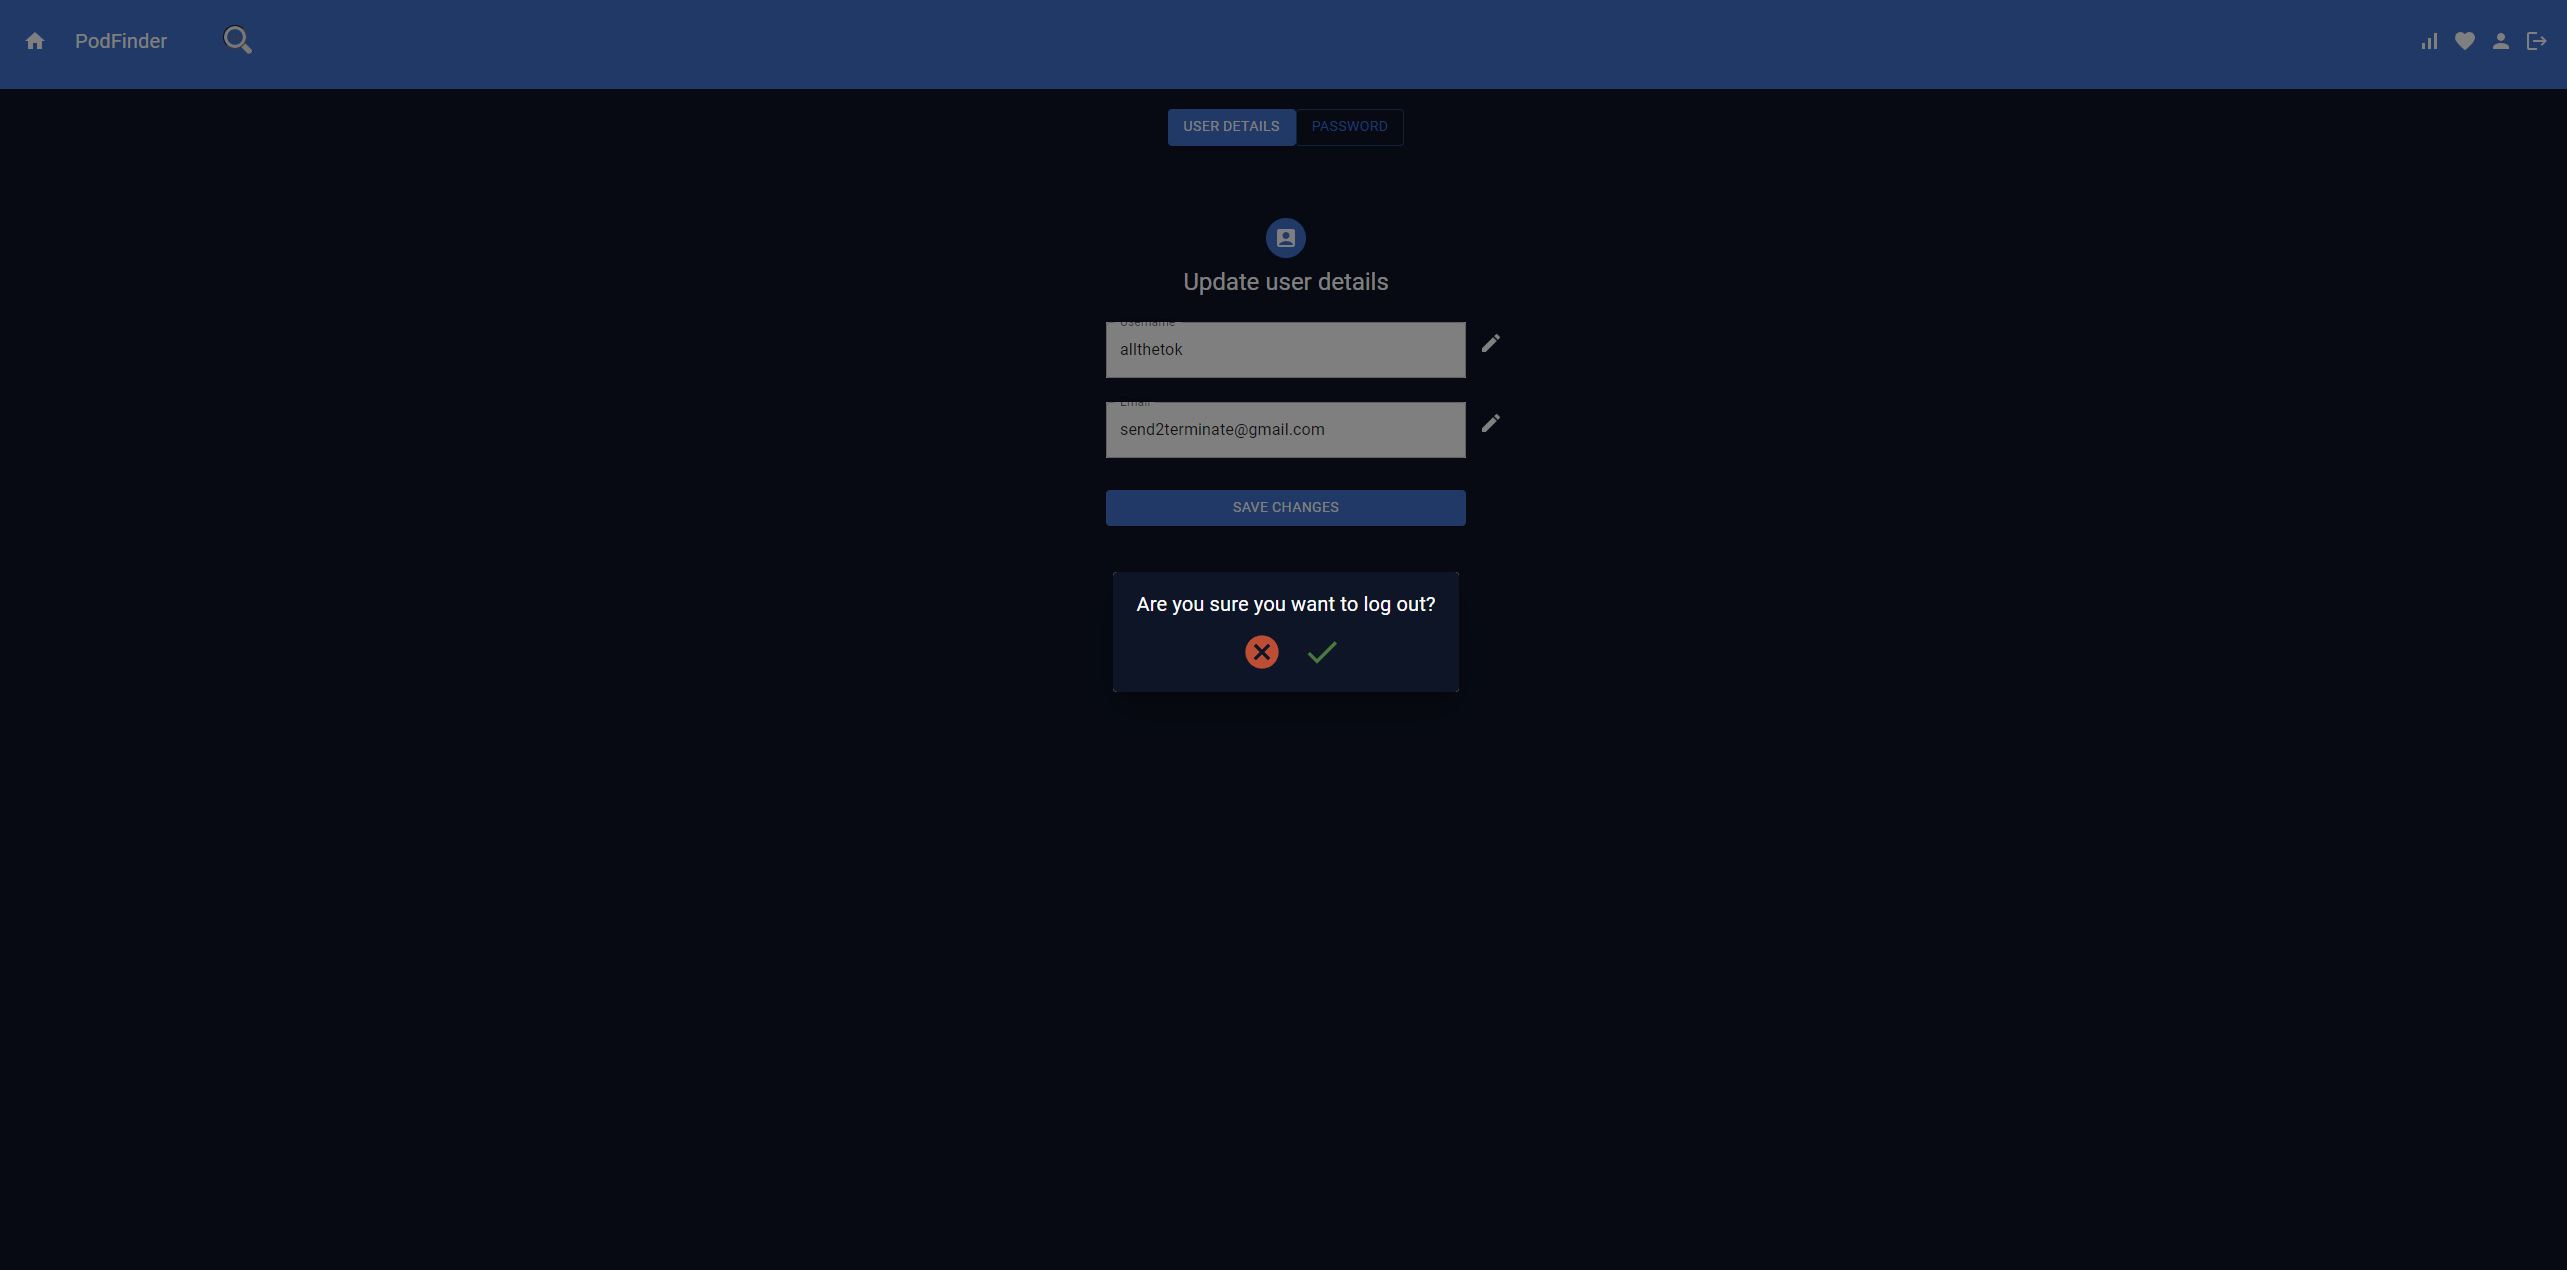 PodFinder
USER DETAILS
PASSWORD
Update user details
Username
allthetok
Email
send2terminate@gmail.com
SAVE CHANGES
Are you sure you want to log out?